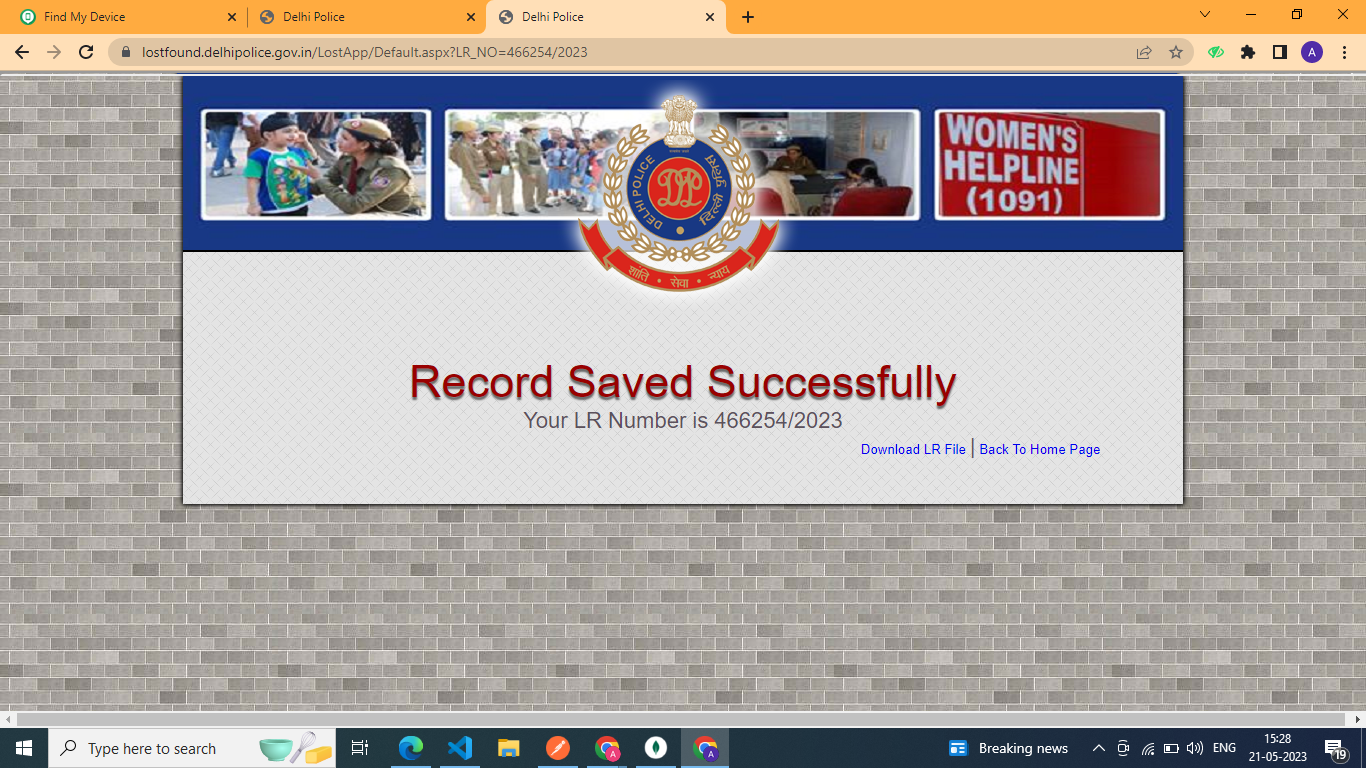 Find My Device
Delhi Police
Delhi Police
lostfound.delhipolice.gov.in/LostApp/Default.aspx?LR_NO=466254/2023
A
WOMEN'S
HELPLINE
(1091)
DELHI POLICE
DP
दिल्ली पुलिस
शांति • सेवा • न्याय
Record Saved Successfully
Your LR Number is 466254/2023
Download LR File | Back To Home Page
Type here to search
A
A
Breaking news
ENG
15:28
21-05-2023
19